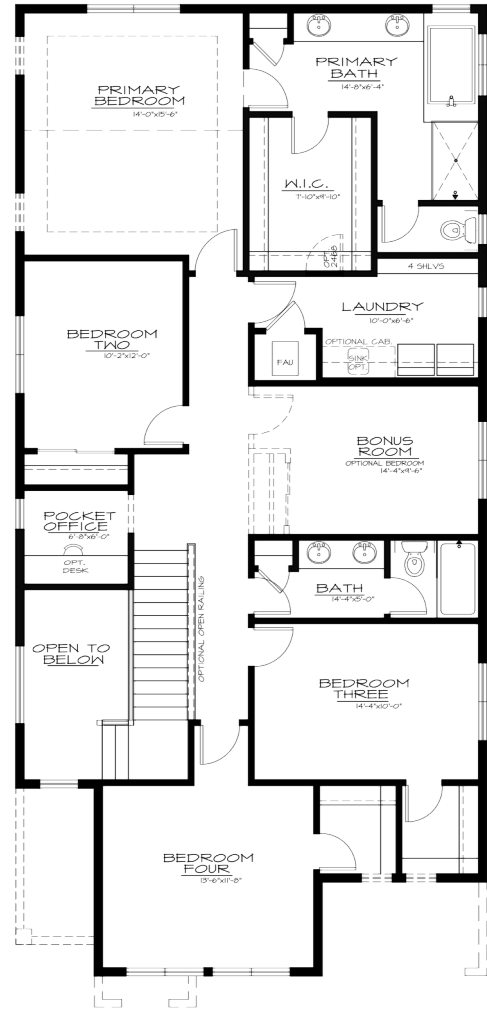 PRIMARY
BEDROOM
14'-0"x15'-6"
PRIMARY
BATH
14'-8"x6'-4"
W.I.C.
7'-10"x9'-10"
OPT.
2468
4 SHLVS
LAUNDRY
10'-0"x6'-6"
OPTIONAL CAB.
SINK
OPT.
FAU
BEDROOM
TWO
10'-2"x12'-0"
BONUS
ROOM
OPTIONAL BEDROOM
14'-4"x9'-6"
POCKET
OFFICE
6'-8"x6'-0"
OPT.
DESK
BATH
14'-4"x5'-0"
OPTIONAL OPEN RAILING
OPEN TO
BELOW
BEDROOM
THREE
14'-4"x10'-0"
BEDROOM
FOUR
13'-6"x11'-8"